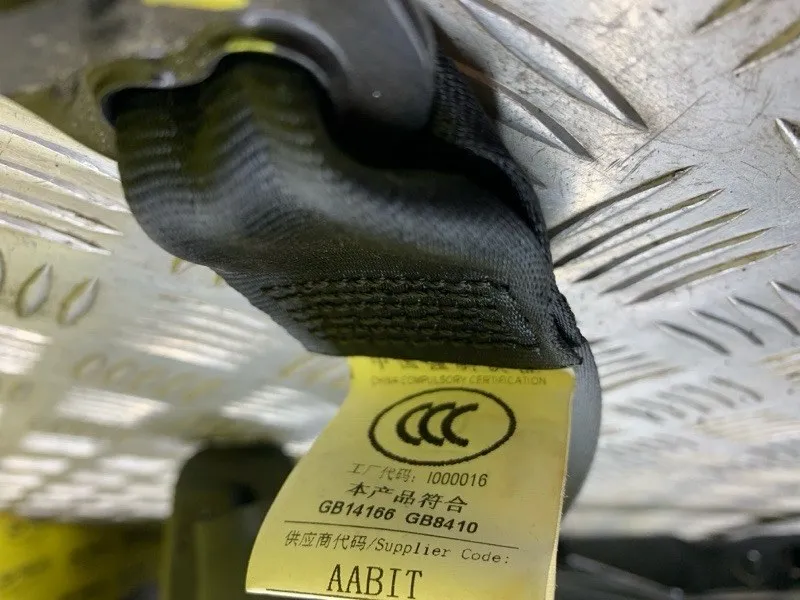 CHINA COMPULSORY CERTIFICATION
CCC
工厂代码: I000016
本产品符合
GB14166 GB8410
供应商代码/Supplier Code:
AABIT